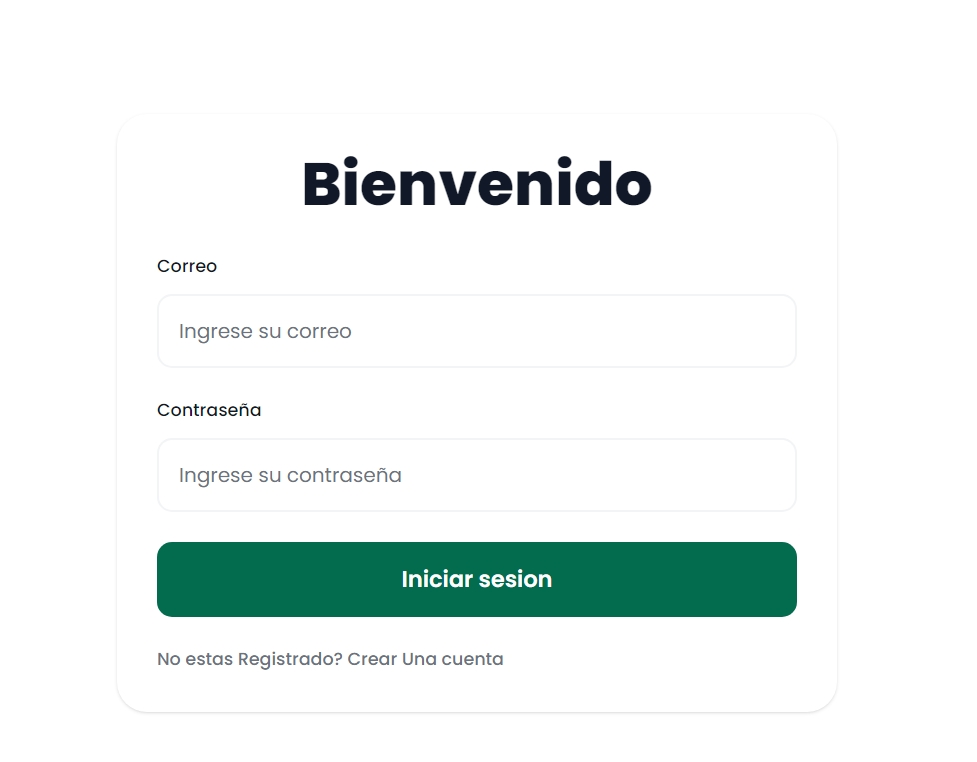 Bienvenido
Correo
Ingrese su correo
Contraseña
Ingrese su contraseña
Iniciar sesion
No estas Registrado? Crear Una cuenta